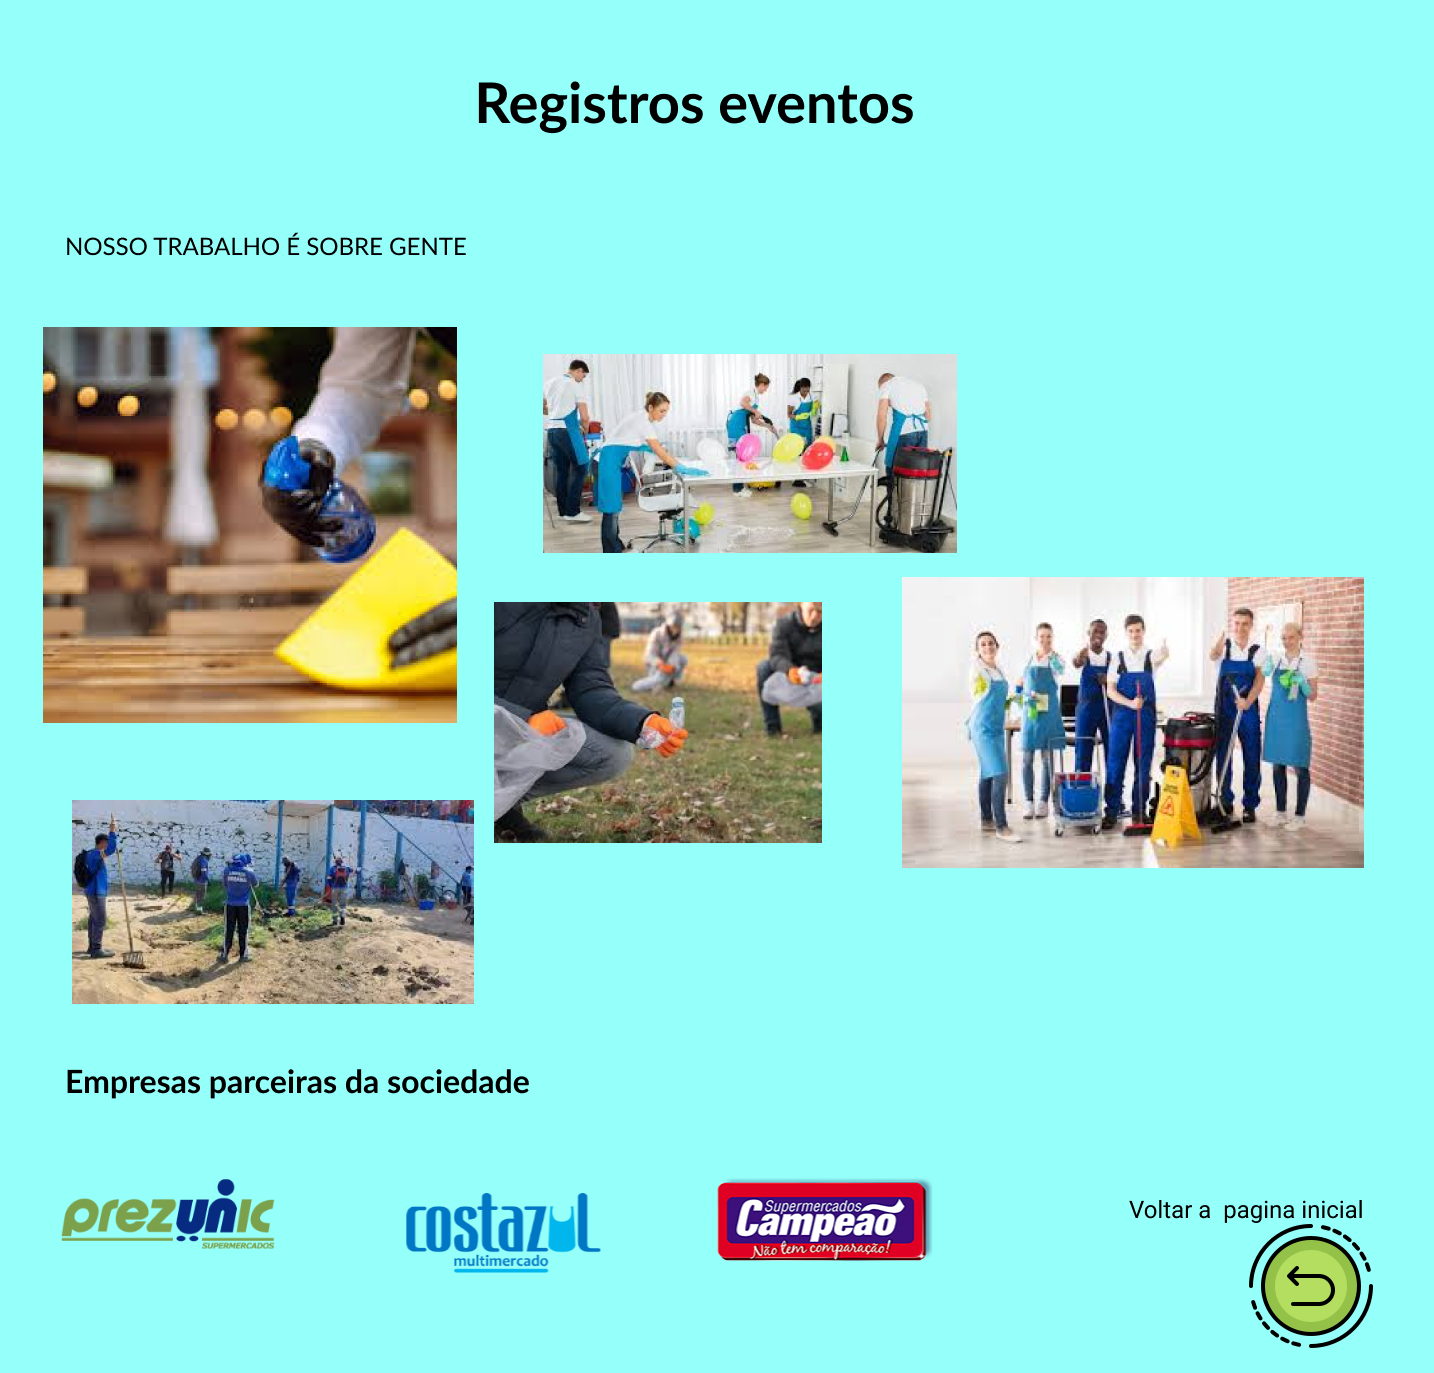 Registros eventos
NOSSO TRABALHO É SOBRE GENTE
Empresas parceiras da sociedade
prezunic
SUPERMERCADOS
costazul
multimercado
Supermercados
Campeão
Não tem comparação!
Voltar a pagina inicial